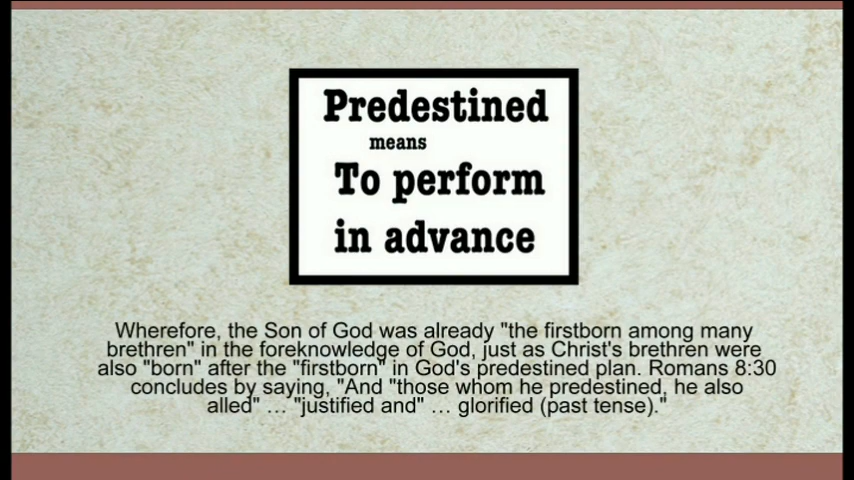 Predestined
means
To perform
in advance
Wherefore, the Son of God was already "the firstborn among many
brethren" in the foreknowledge of God, just as Christ's brethren were
also "born" after the "firstborn" in God's predestined plan. Romans 8:30
concludes by saying, "And "those whom he predestined, he also
alled" … "justified and" … glorified (past tense)."